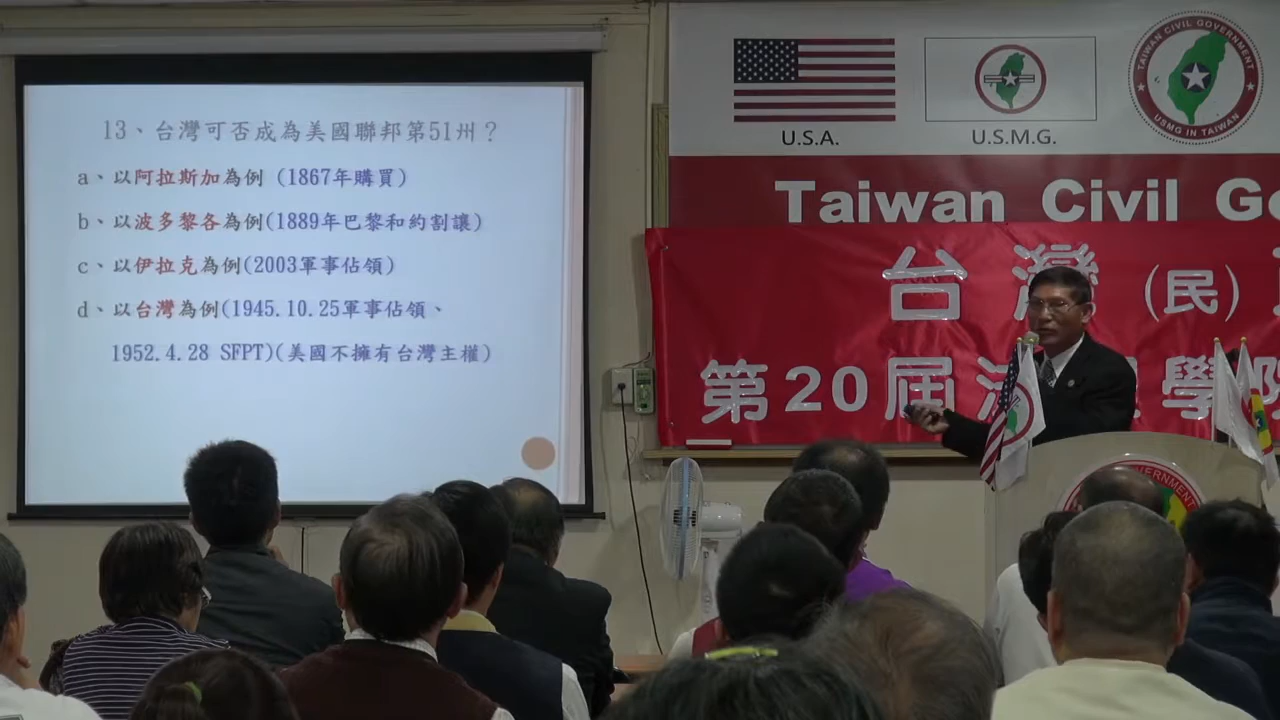 13、台灣可否成為美國聯邦第51州？
a、以阿拉斯加為例 (1867年購買)
b、以波多黎各為例(1889年巴黎和約割讓)
c、以伊拉克為例(2003軍事佔領)
d、以台灣為例(1945.10.25軍事佔領、
1952.4.28 SFPT)(美國不擁有台灣主權)
U.S.A.
U.S.M.G.
TAIWAN CIVIL GOVERNMENT
USMG IN TAIWAN
Taiwan Civil Go
台灣(民)
第20屆法理學院